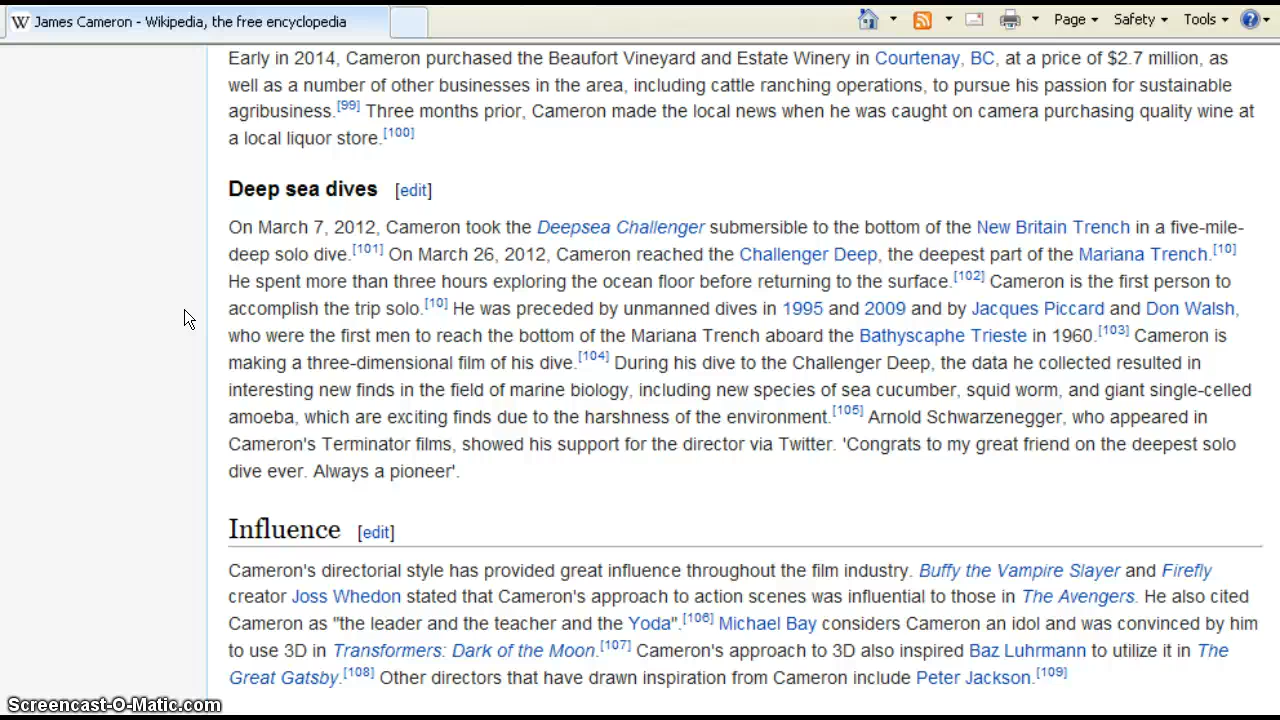 James Cameron - Wikipedia, the free encyclopedia
Page Safety Tools
Early in 2014, Cameron purchased the Beaufort Vineyard and Estate Winery in Courtenay, BC, at a price of $2.7 million, as
well as a number of other businesses in the area, including cattle ranching operations, to pursue his passion for sustainable
agribusiness.[99] Three months prior, Cameron made the local news when he was caught on camera purchasing quality wine at
a local liquor store.[100]
Deep sea dives [edit]
On March 7, 2012, Cameron took the Deepsea Challenger submersible to the bottom of the New Britain Trench in a five-mile-
deep solo dive.[101] On March 26, 2012, Cameron reached the Challenger Deep, the deepest part of the Mariana Trench.[10]
He spent more than three hours exploring the ocean floor before returning to the surface.[102] Cameron is the first person to
accomplish the trip solo.[10] He was preceded by unmanned dives in 1995 and 2009 and by Jacques Piccard and Don Walsh,
who were the first men to reach the bottom of the Mariana Trench aboard the Bathyscaphe Trieste in 1960.[103] Cameron is
making a three-dimensional film of his dive.[104] During his dive to the Challenger Deep, the data he collected resulted in
interesting new finds in the field of marine biology, including new species of sea cucumber, squid worm, and giant single-celled
amoeba, which are exciting finds due to the harshness of the environment.[105] Arnold Schwarzenegger, who appeared in
Cameron's Terminator films, showed his support for the director via Twitter. 'Congrats to my great friend on the deepest solo
dive ever. Always a pioneer'.
Influence [edit]
Cameron's directorial style has provided great influence throughout the film industry. Buffy the Vampire Slayer and Firefly
creator Joss Whedon stated that Cameron's approach to action scenes was influential to those in The Avengers. He also cited
Cameron as "the leader and the teacher and the Yoda".[106] Michael Bay considers Cameron an idol and was convinced by him
to use 3D in Transformers: Dark of the Moon.[107] Cameron's approach to 3D also inspired Baz Luhrmann to utilize it in The
Great Gatsby.[108] Other directors that have drawn inspiration from Cameron include Peter Jackson.[109]
Screencast-O-Matic.com